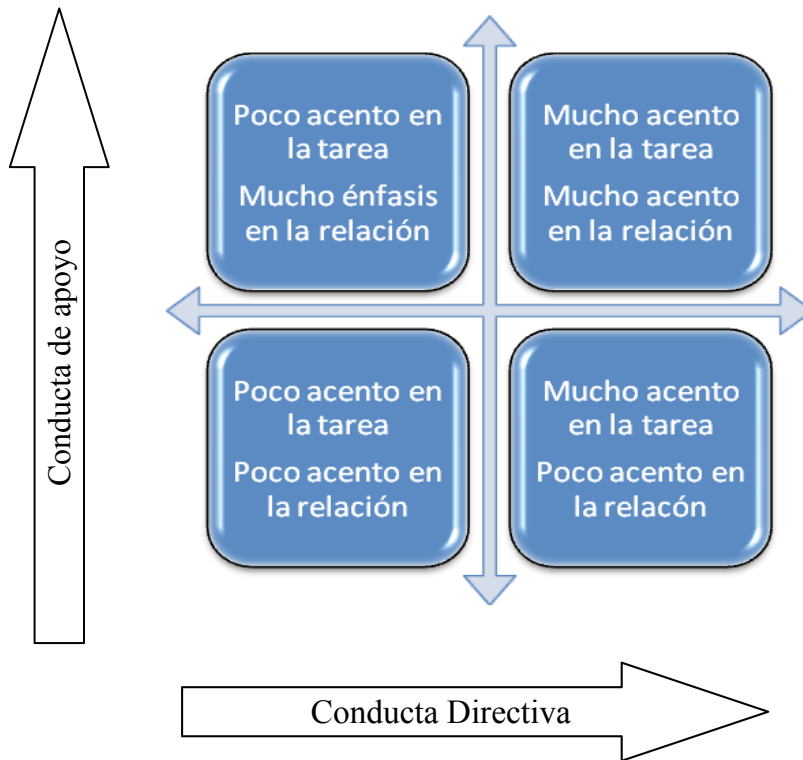 Conducta de apoyo
Poco acento en
la tarea
Mucho énfasis
en la relación
Mucho acento
en la tarea
Mucho acento
en la relación
Poco acento en
la tarea
Poco acento en
la relación
Mucho acento
en la tarea
Poco acento en
la relacón
Conducta Directiva